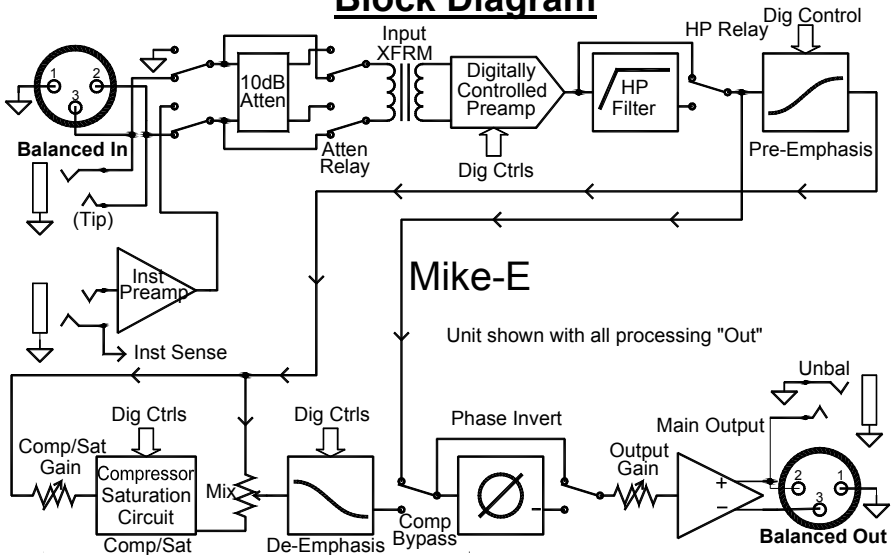 Block Diagram
Dig Control
Input
XFRM
HP Relay
1
2
3
10dB
Atten
Digitally
Controlled
Preamp
HP
Filter
Balanced In
Atten
Relay
Dig Ctrls
Pre-Emphasis
(Tip)
Inst
Preamp
Mike-E
Inst Sense
Unit shown with all processing "Out"
Unbal
Dig Ctrls
Dig Ctrls
Phase Invert
Main Output
Comp/Sat
Gain
Output
Gain
Compressor
Saturation
Circuit
Mix
+
−
2
1
3
Comp/Sat
De-Emphasis
Comp
Bypass
Balanced Out